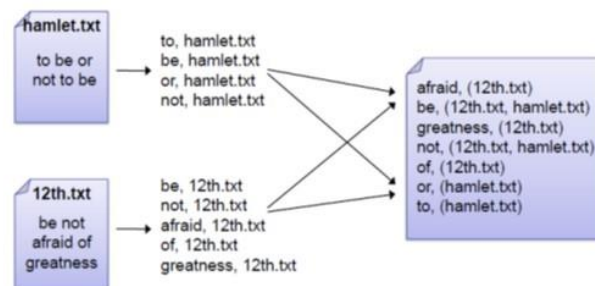 hamlet.txt
to be or
not to be
to, hamlet.txt
be, hamlet.txt
or, hamlet.txt
not, hamlet.txt
12th.txt
be not
afraid of
greatness
be, 12th.txt
not, 12th.txt
afraid, 12th.txt
of, 12th.txt
greatness, 12th.txt
afraid, (12th.txt)
be, (12th.txt, hamlet.txt)
greatness, (12th.txt)
not, (12th.txt, hamlet.txt)
of, (12th.txt)
or, (hamlet.txt)
to, (hamlet.txt)